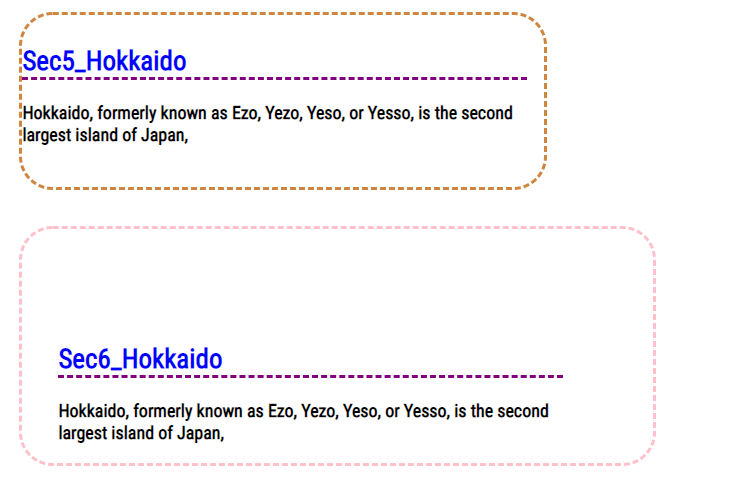 Sec5_Hokkaido
Hokkaido, formerly known as Ezo, Yezo, Yeso, or Yesso, is the second
largest island of Japan,
Sec6_Hokkaido
Hokkaido, formerly known as Ezo, Yezo, Yeso, or Yesso, is the second
largest island of Japan,